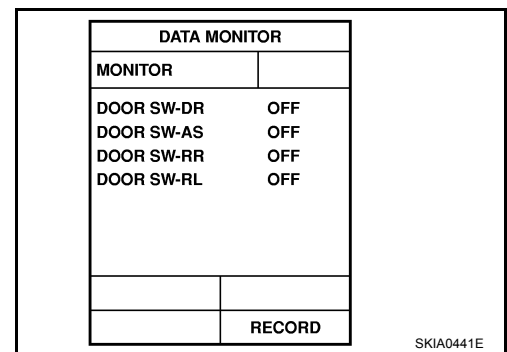 DATA MONITOR
MONITOR
DOOR SW-DR OFF
DOOR SW-AS OFF
DOOR SW-RR OFF
DOOR SW-RL OFF
RECORD
SKIA0441E